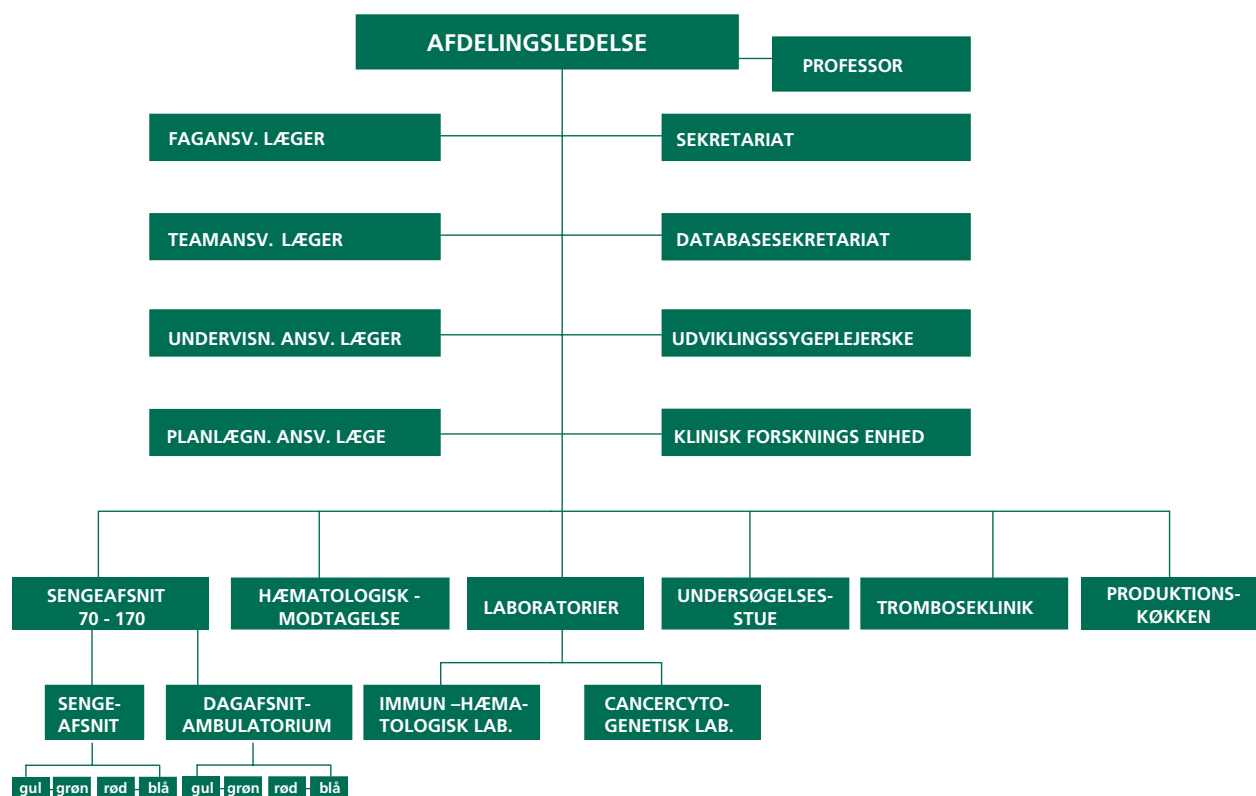 AFDELINGSLEDELSE
PROFESSOR
FAGANSV. LÆGER
SEKRETARIAT
TEAMANSV. LÆGER
DATABASESEKRETARIAT
UNDERVISN. ANSV. LÆGER
UDVIKLINGSSYGEPLEJERSKE
PLANLÆGN. ANSV. LÆGE
KLINISK FORSKNINGS ENHED
SENGEAFSNIT
70 - 170
HÆMATOLOGISK -
MODTAGELSE
LABORATORIER
UNDERSØGELSES-
STUE
TROMBOSEKLINIK
PRODUKTIONS-
KØKKEN
SENGE-
AFSNIT
DAGAFSNIT-
AMBULATORIUM
IMMUN –HÆMA-
TOLOGISK LAB.
CANCERCYTO-
GENETISK LAB.
gul grøn rød blå
gul grøn rød blå